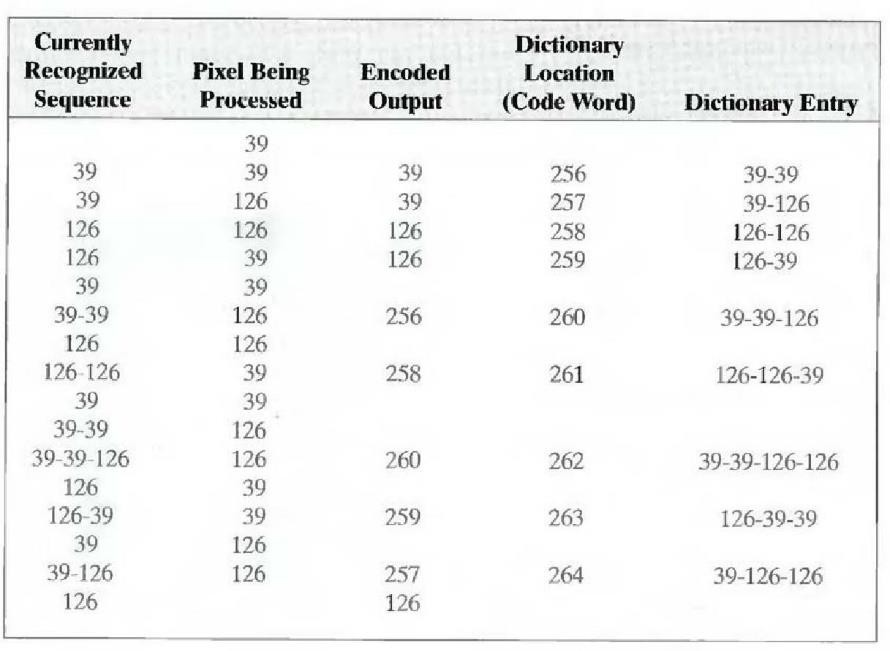 Currently Recognized Sequence | Pixel Being Processed | Encoded Output | Dictionary Location (Code Word) | Dictionary Entry
39
39 39 39 256 39-39
39 126 39 257 39-126
126 126 126 258 126-126
126 39 126 259 126-39
39 39
39-39 126 256 260 39-39-126
126 126
126-126 39 258 261 126-126-39
39 39
39-39 126
39-39-126 126 260 262 39-39-126-126
126 39
126-39 39 259 263 126-39-39
39 126
39-126 126 257 264 39-126-126
126 126